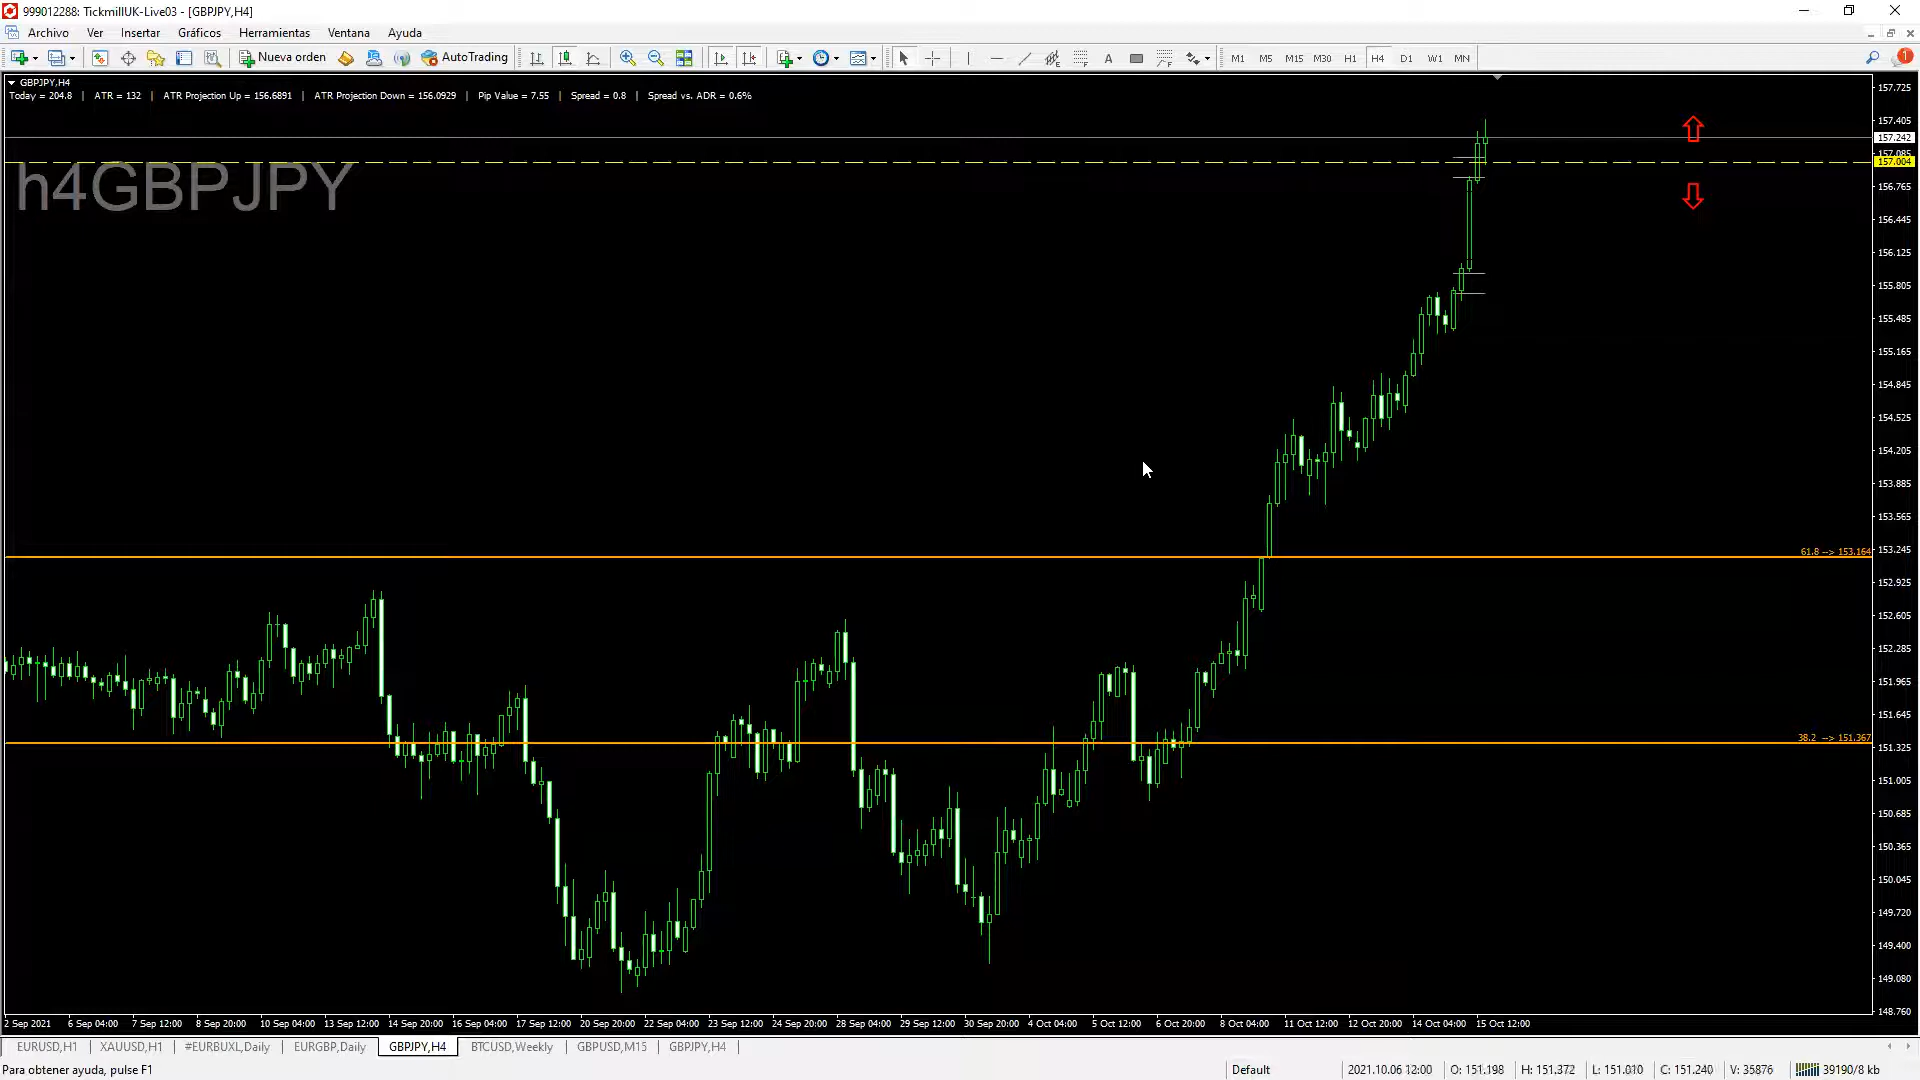 999012288: TickmillUK-Live03 - [GBPJPY,H4]
Archivo Ver Insertar Gráficos Herramientas Ventana Ayuda
Nueva orden AutoTrading A M1 M5 M15 M30 H1 H4 D1 W1 MN 1
GBPJPY,H4
Today = 204.8 | ATR = 132 | ATR Projection Up = 156.6891 | ATR Projection Down = 156.0929 | Pip Value = 7.55 | Spread = 0.8 | Spread vs. ADR = 0.6%
h4GBPJPY
157.725
157.405
157.242
157.085
157.004
156.765
156.445
156.125
155.805
155.485
155.165
154.845
154.525
154.205
153.885
153.565
61.8 --> 153.164
153.245
152.925
152.605
152.285
151.965
151.645
38.2 --> 151.367
151.325
151.005
150.685
150.365
150.045
149.720
149.400
149.080
148.760
2 Sep 2021 6 Sep 04:00 7 Sep 12:00 8 Sep 20:00 10 Sep 04:00 13 Sep 12:00 14 Sep 20:00 16 Sep 04:00 17 Sep 12:00 20 Sep 20:00 22 Sep 04:00 23 Sep 12:00 24 Sep 20:00 28 Sep 04:00 29 Sep 12:00 30 Sep 20:00 4 Oct 04:00 5 Oct 12:00 6 Oct 20:00 8 Oct 04:00 11 Oct 12:00 12 Oct 20:00 14 Oct 04:00 15 Oct 12:00
EURUSD,H1 XAUUSD,H1 #EURBUXL,Daily EURGBP,Daily GBPJPY,H4 BTCUSD,Weekly GBPUSD,M15 GBPJPY,H4
Para obtener ayuda, pulse F1 Default 2021.10.06 12:00 O: 151.198 H: 151.372 L: 151.010 C: 151.240 V: 35876 39190/8 kb